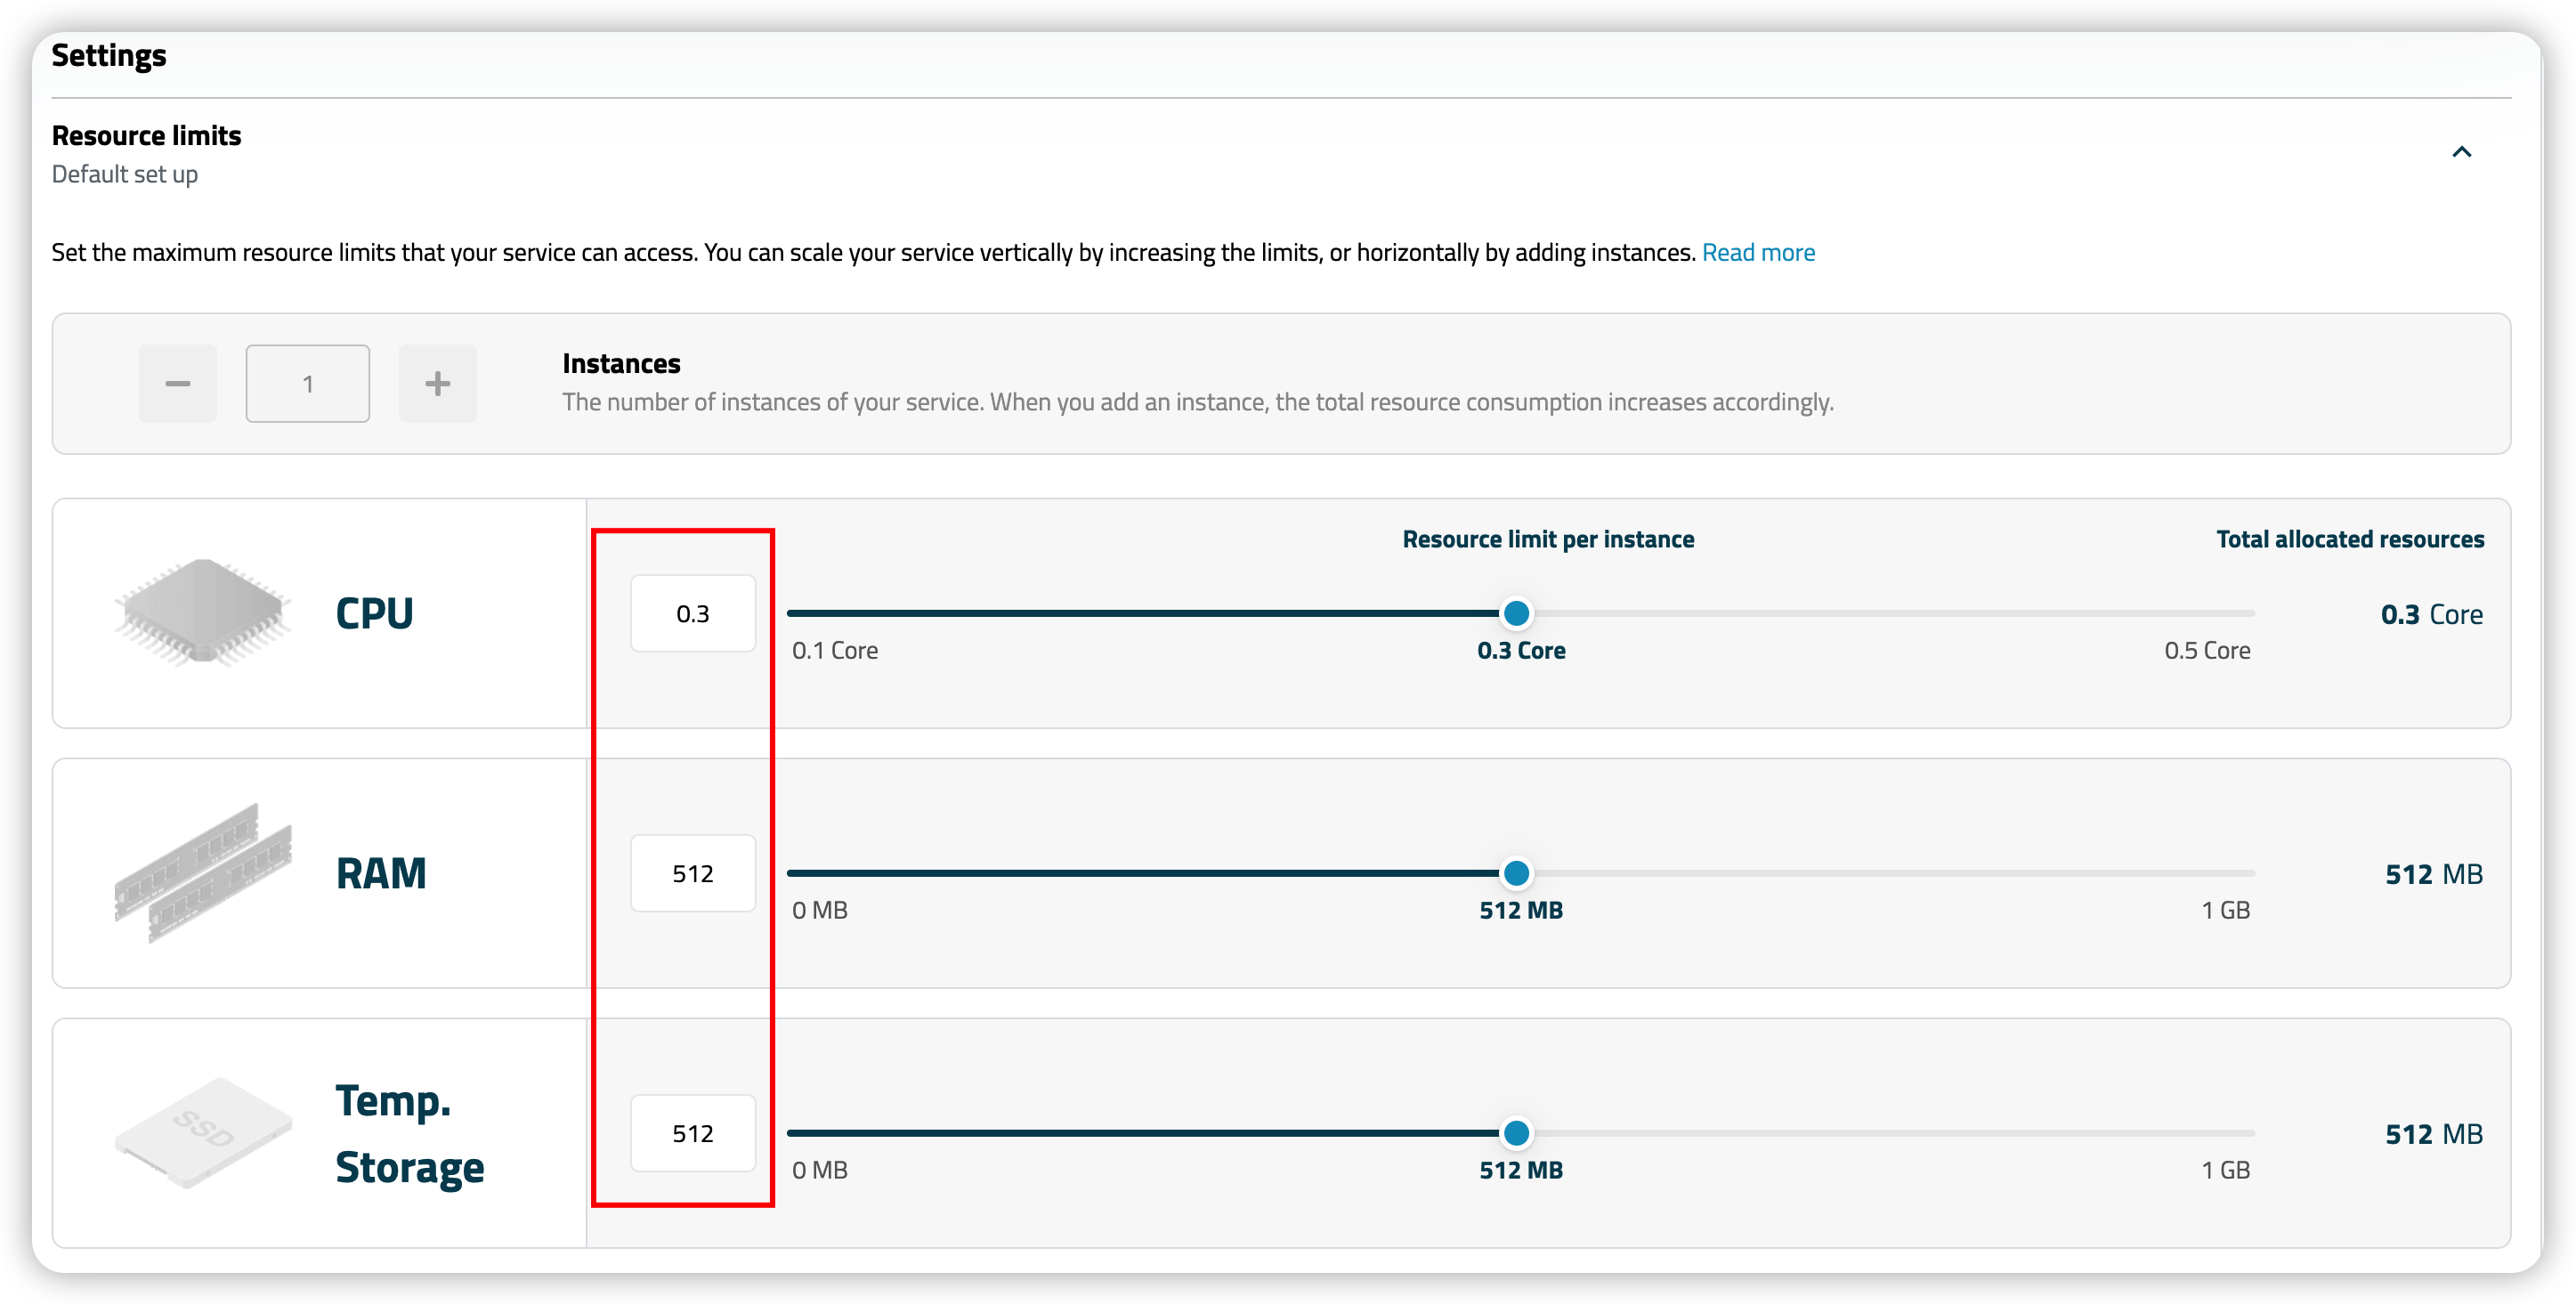 Settings
Resource limits
Default set up
Set the maximum resource limits that your service can access. You can scale your service vertically by increasing the limits, or horizontally by adding instances. Read more
1
Instances
The number of instances of your service. When you add an instance, the total resource consumption increases accordingly.
Resource limit per instance
Total allocated resources
CPU
0.3
0.3 Core
0.1 Core
0.3 Core
0.5 Core
RAM
512
512 MB
0 MB
512 MB
1 GB
SSD
Temp.
Storage
512
512 MB
0 MB
512 MB
1 GB